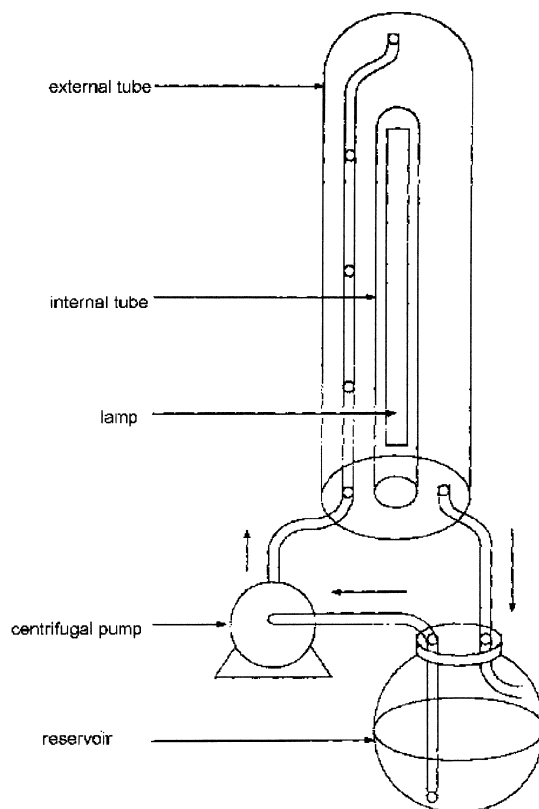 external tube
internal tube
lamp
centrifugal pump
reservoir